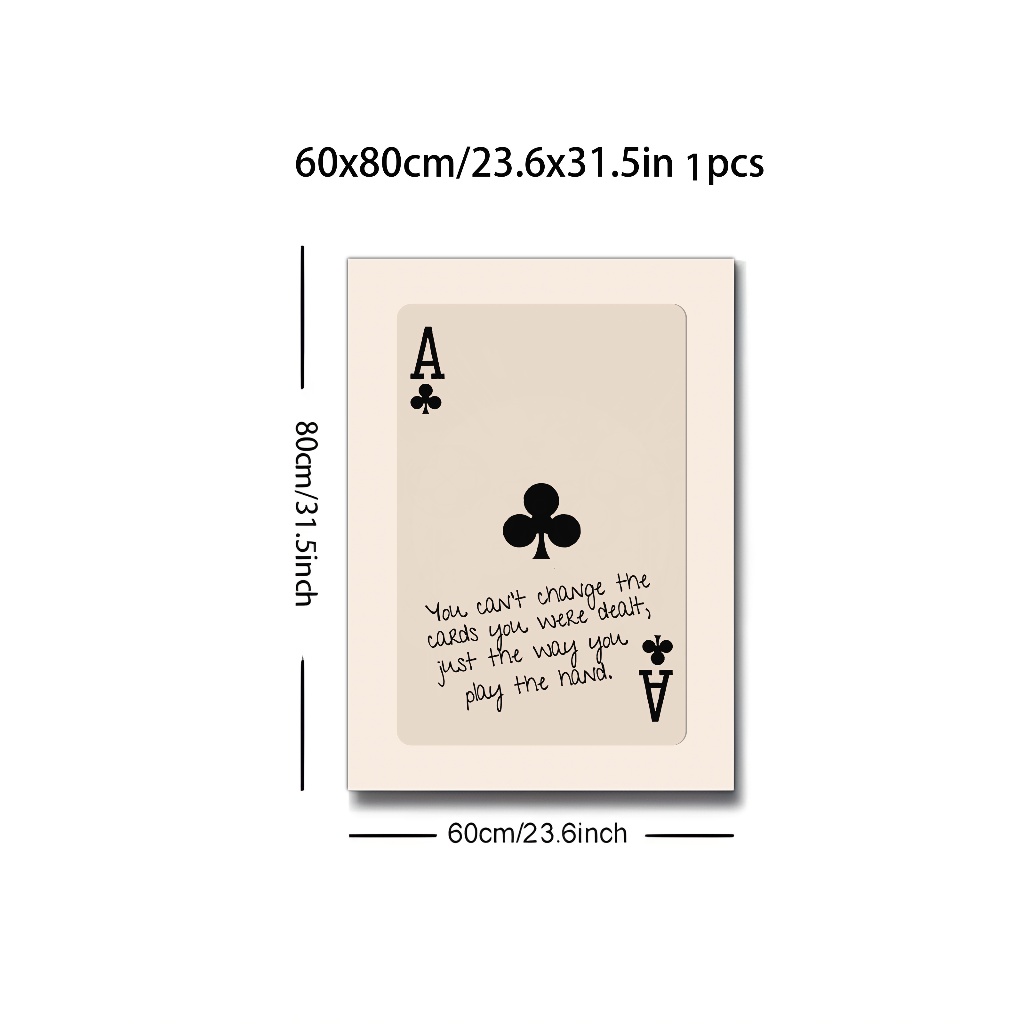 60x80cm/23.6x31.5in 1pcs
80cm/31.5inch
A
You can't change the
cards you were dealt,
just the way you
play the hand.
A
60cm/23.6inch